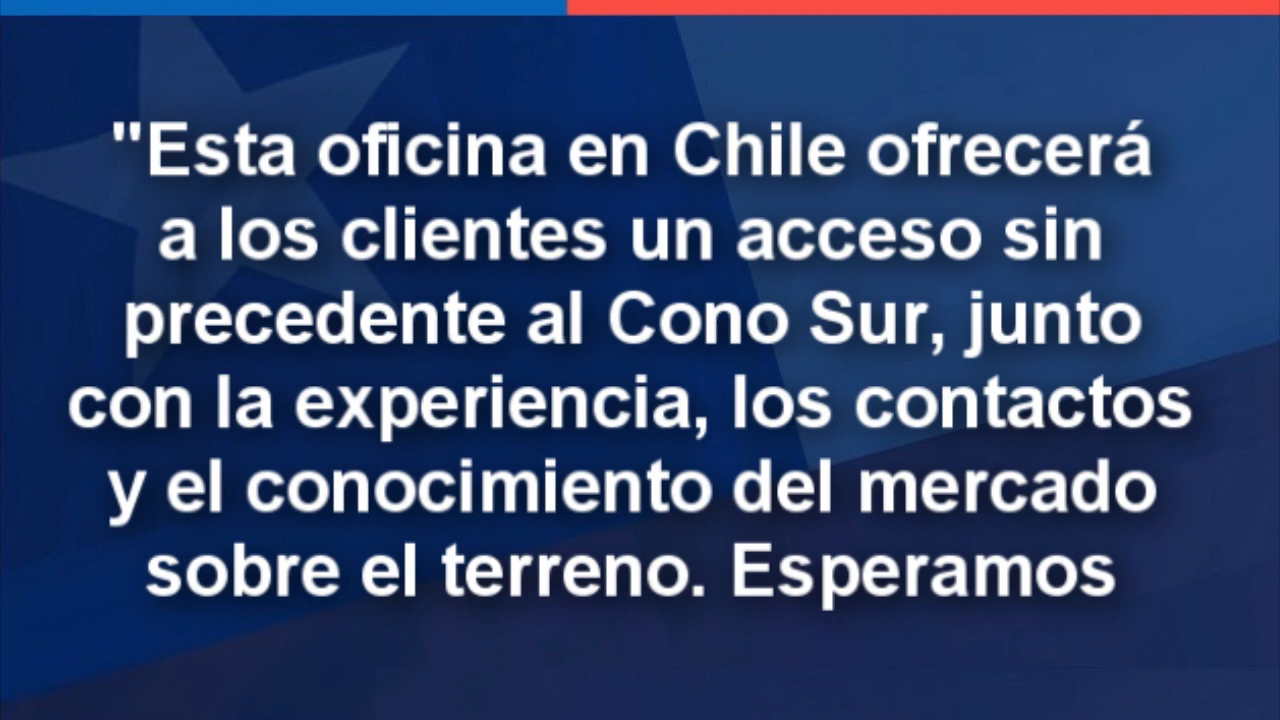 "Esta oficina en Chile ofrecerá
a los clientes un acceso sin
precedente al Cono Sur, junto
con la experiencia, los contactos
y el conocimiento del mercado
sobre el terreno. Esperamos